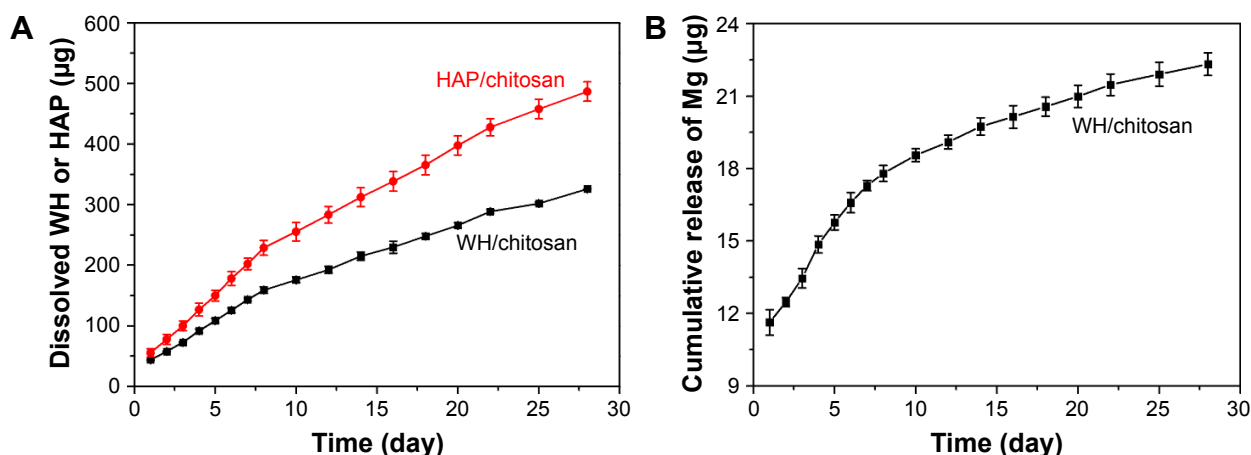 A
Dissolved WH or HAP (µg)
600
500
400
300
200
100
0
HAP/chitosan
WH/chitosan
0 5 10 15 20 25 30
Time (day)
B
Cumulative release of Mg (µg)
24
21
18
15
12
9
WH/chitosan
0 5 10 15 20 25 30
Time (day)